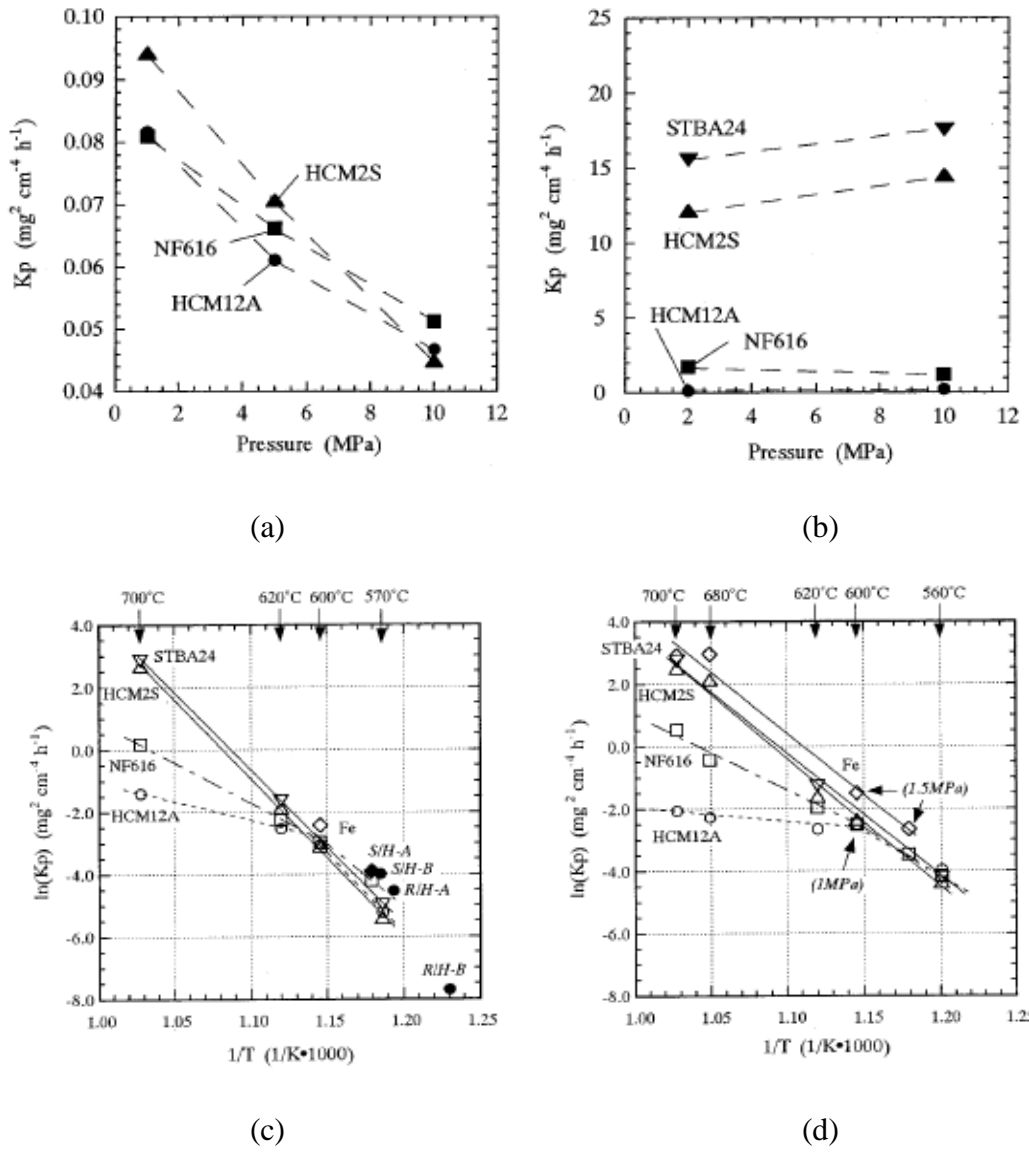 0.10
0.09
0.08
0.07
0.06
0.05
0.04
Kp (mg² cm⁻⁴ h⁻¹)
HCM2S
NF616
HCM12A
0 2 4 6 8 10 12
Pressure (MPa)
(a)
25
20
15
10
5
0
Kp (mg² cm⁻⁴ h⁻¹)
STBA24
HCM2S
HCM12A
NF616
0 2 4 6 8 10 12
Pressure (MPa)
(b)
700°C 620°C 600°C 570°C
4.0
2.0
0.0
-2.0
-4.0
-6.0
-8.0
ln(Kp) (mg² cm⁻⁴ h⁻¹)
STBA24
HCM2S
NF616
HCM12A
Fe
S/H-A
S/H-B
R/H-A
R/H-B
1.00 1.05 1.10 1.15 1.20 1.25
1/T (1/K•1000)
(c)
700°C 680°C 620°C 600°C 560°C
4.0
STBA24
HCM2S
2.0
NF616
0.0
-2.0
HCM12A
-4.0
-6.0
-8.0
ln(Kp) (mg² cm⁻⁴ h⁻¹)
Fe
(1.5MPa)
(1MPa)
1.00 1.05 1.10 1.15 1.20 1.25
1/T (1/K•1000)
(d)